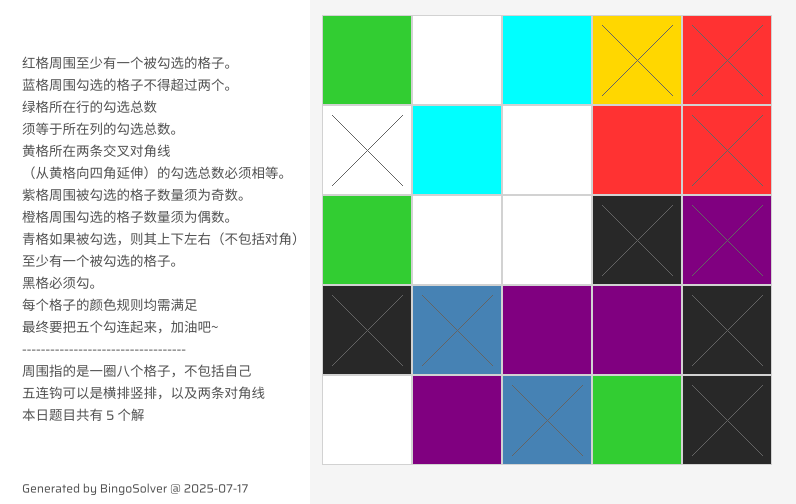 红格周围至少有一个被勾选的格子。
蓝格周围勾选的格子不得超过两个。
绿格所在行的勾选总数
须等于所在列的勾选总数。
黄格所在两条交叉对角线
（从黄格向四角延伸）的勾选总数必须相等。
紫格周围被勾选的格子数量须为奇数。
橙格周围勾选的格子数量须为偶数。
青格如果被勾选，则其上下左右（不包括对角）
至少有一个被勾选的格子。
黑格必须勾。
每个格子的颜色规则均需满足
最终要把五个勾连起来，加油吧~
-----------------------------------
周围指的是一圈八个格子，不包括自己
五连钩可以是横排竖排，以及两条对角线
本日题目共有 5 个解
Generated by BingoSolver @ 2025-07-17